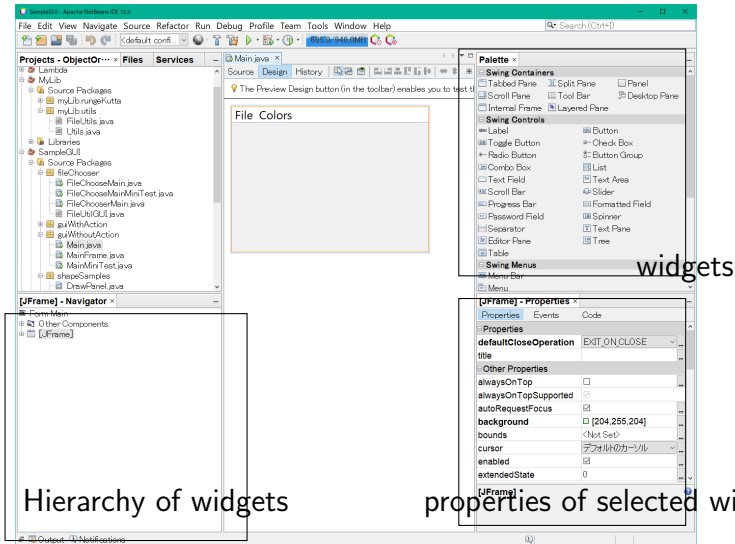 SampleGUI - Apache NetBeans IDE 12.0
File Edit View Navigate Source Refactor Run Debug Profile Team Tools Window Help
Search (Ctrl+I)
<default confi...
Projects - ObjectOr... × Files Services
Lambda
MyLib
Source Packages
myLib.rungeKutta
myLib.utils
FileUtils.java
Utils.java
Libraries
SampleGUI
Source Packages
fileChooser
FileChooseMain.java
FileChooseMainMiniTest.java
FileChooserMain.java
FileUtilGUI.java
guiWithAction
guiWithoutAction
Main.java
MainFrame.java
MainMiniTest.java
shapeSamples
DrawPanel.java
[JFrame] - Navigator ×
Form Main
Other Components
[JFrame]
Hierarchy of widgets
Main.java ×
Source Design History
The Preview Design button (in the toolbar) enables you to test t
File Colors
Palette ×
Swing Containers
Tabbed Pane Split Pane Panel
Scroll Pane Tool Bar Desktop Pane
Internal Frame Layered Pane
Swing Controls
Label Button
Toggle Button Check Box
Radio Button Button Group
Combo Box List
Text Field Text Area
Scroll Bar Slider
Progress Bar Formatted Field
Password Field Spinner
Separator Text Pane
Editor Pane Tree
Table
Swing Menus
Menu Bar
Menu
widgets
[JFrame] - Properties ×
Properties Events Code
Properties
defaultCloseOperation EXIT_ON_CLOSE
title
Other Properties
alwaysOnTop
alwaysOnTopSupported
autoRequestFocus
background [204,255,204]
bounds <Not Set>
cursor デフォルトのカーソル
enabled
extendedState 0
[JFrame]
properties of selected wi
Output Notifications